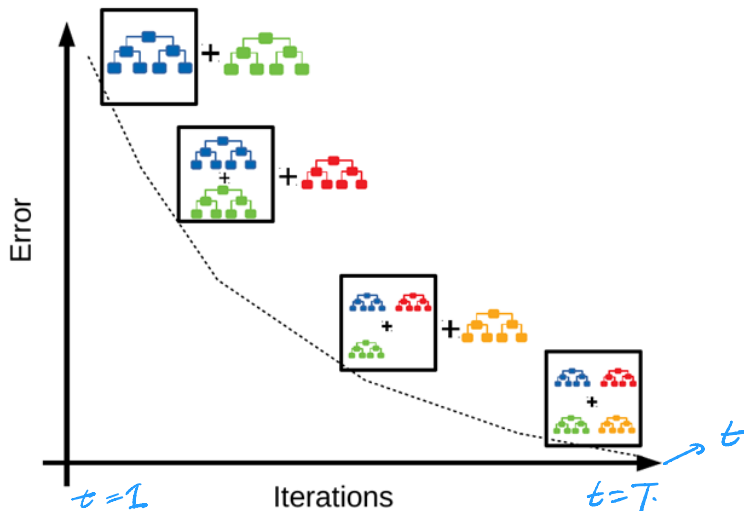 +
+
+
+
+
+
Error
t
t=1
Iterations
t=T.